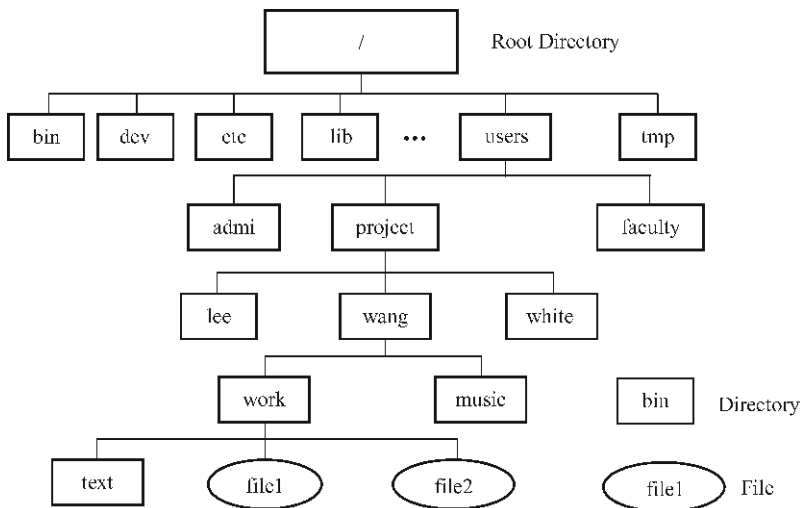 / Root Directory
bin dev etc lib ... users tmp
admi project faculty
lee wang white
work music bin Directory
text file1 file2 file1 File